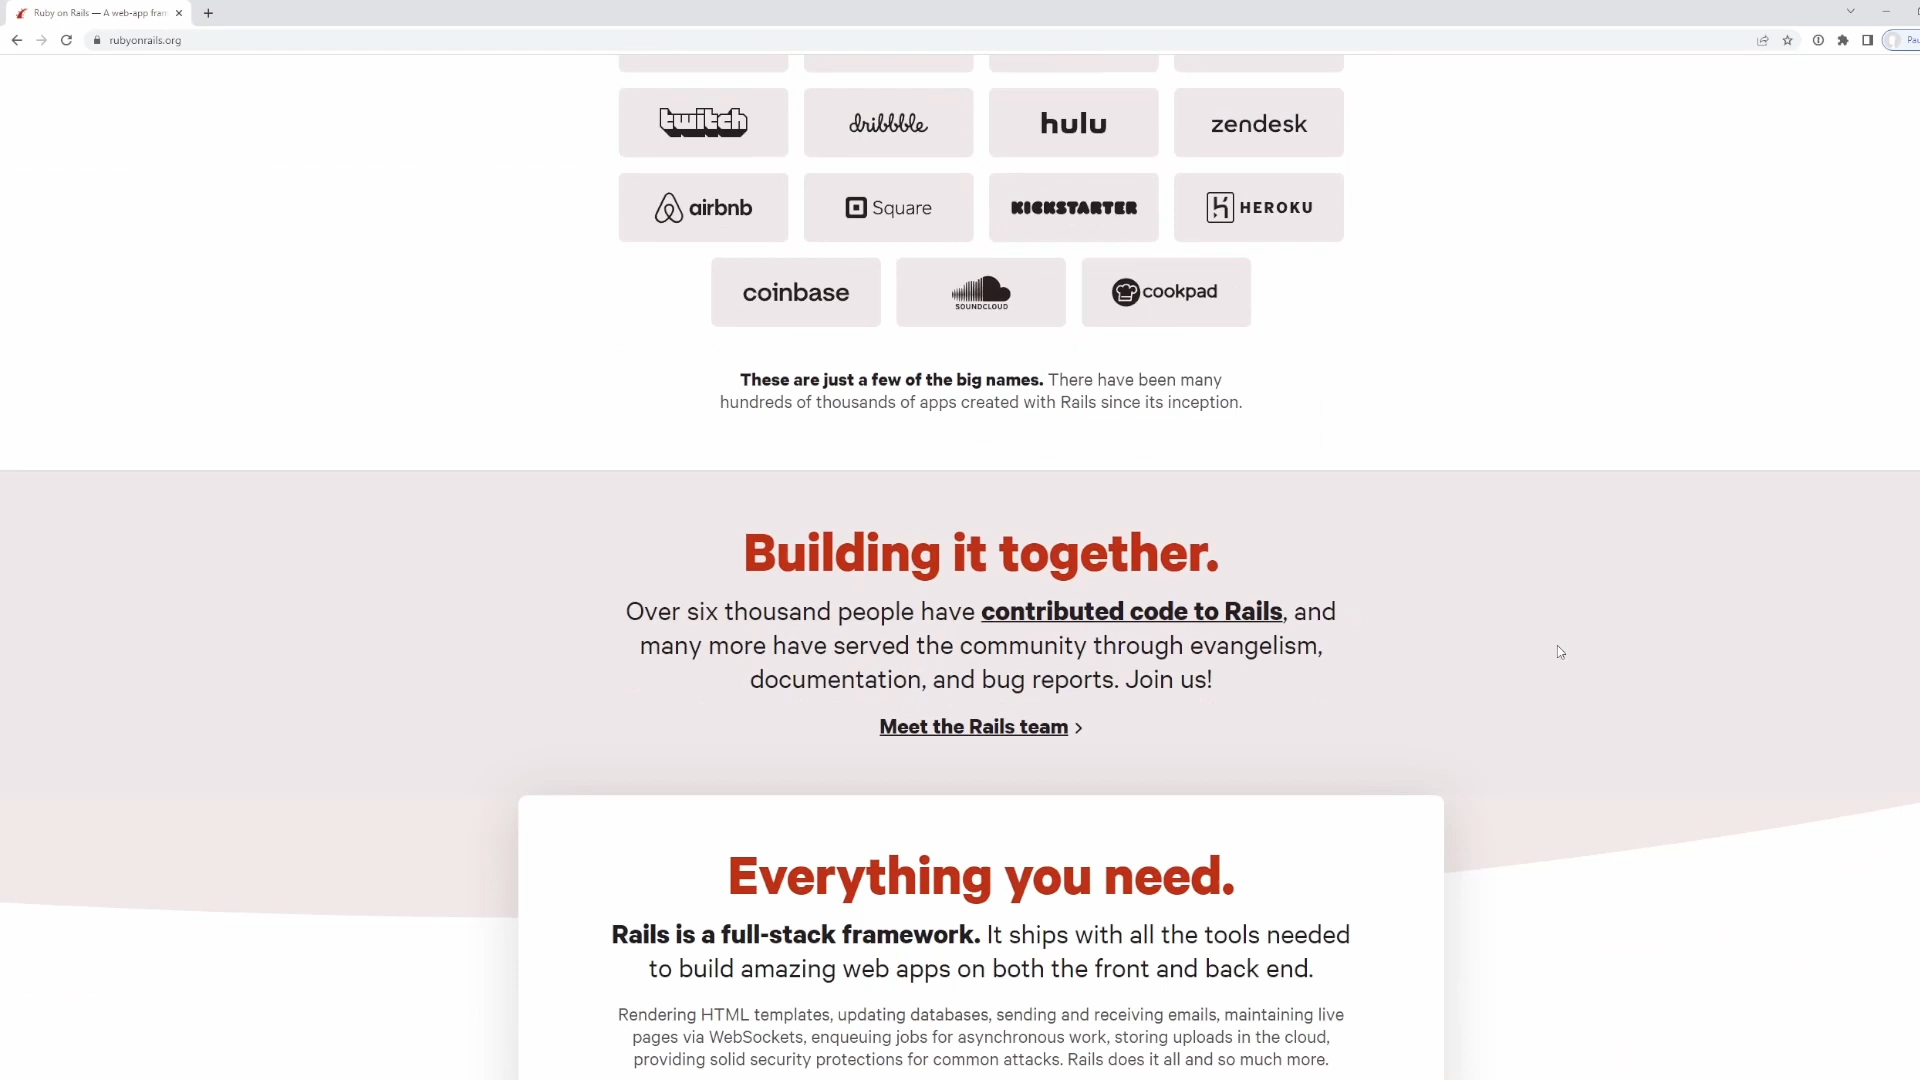 Ruby on Rails — A web-app fram
rubyonrails.org
Pau
twitch
dribbble
hulu
zendesk
airbnb
Square
KICKSTARTER
HEROKU
coinbase
SOUNDCLOUD
cookpad
These are just a few of the big names. There have been many
hundreds of thousands of apps created with Rails since its inception.
Building it together.
Over six thousand people have contributed code to Rails, and
many more have served the community through evangelism,
documentation, and bug reports. Join us!
Meet the Rails team
Everything you need.
Rails is a full-stack framework. It ships with all the tools needed
to build amazing web apps on both the front and back end.
Rendering HTML templates, updating databases, sending and receiving emails, maintaining live
pages via WebSockets, enqueuing jobs for asynchronous work, storing uploads in the cloud,
providing solid security protections for common attacks. Rails does it all and so much more.